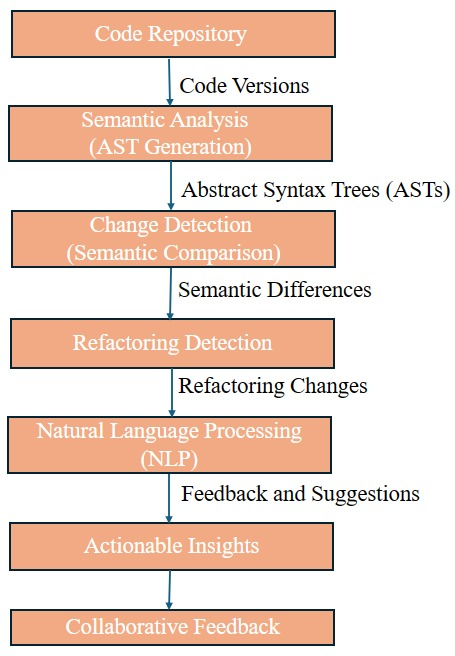 Code Repository
Code Versions
Semantic Analysis
(AST Generation)
Abstract Syntax Trees (ASTs)
Change Detection
(Semantic Comparison)
Semantic Differences
Refactoring Detection
Refactoring Changes
Natural Language Processing
(NLP)
Feedback and Suggestions
Actionable Insights
Collaborative Feedback